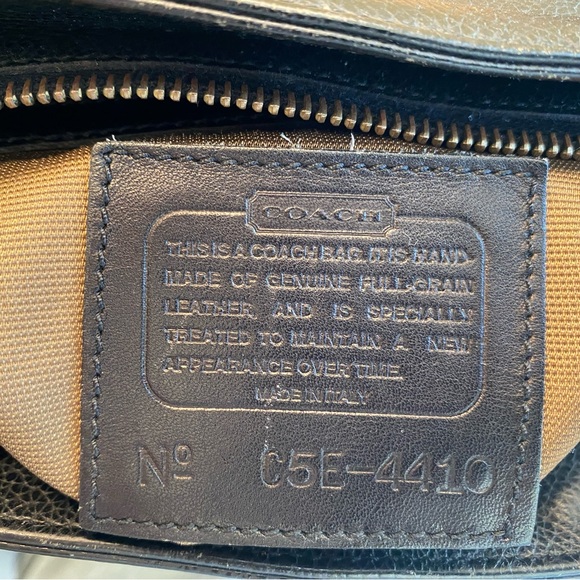 COACH
THIS IS A COACH BAG. IT IS HAND-
MADE OF GENUINE FULL-GRAIN
LEATHER, AND IS SPECIALLY
TREATED TO MAINTAIN A NEW
APPEARANCE OVER TIME.
MADE IN ITALY
Nº C5E-4410